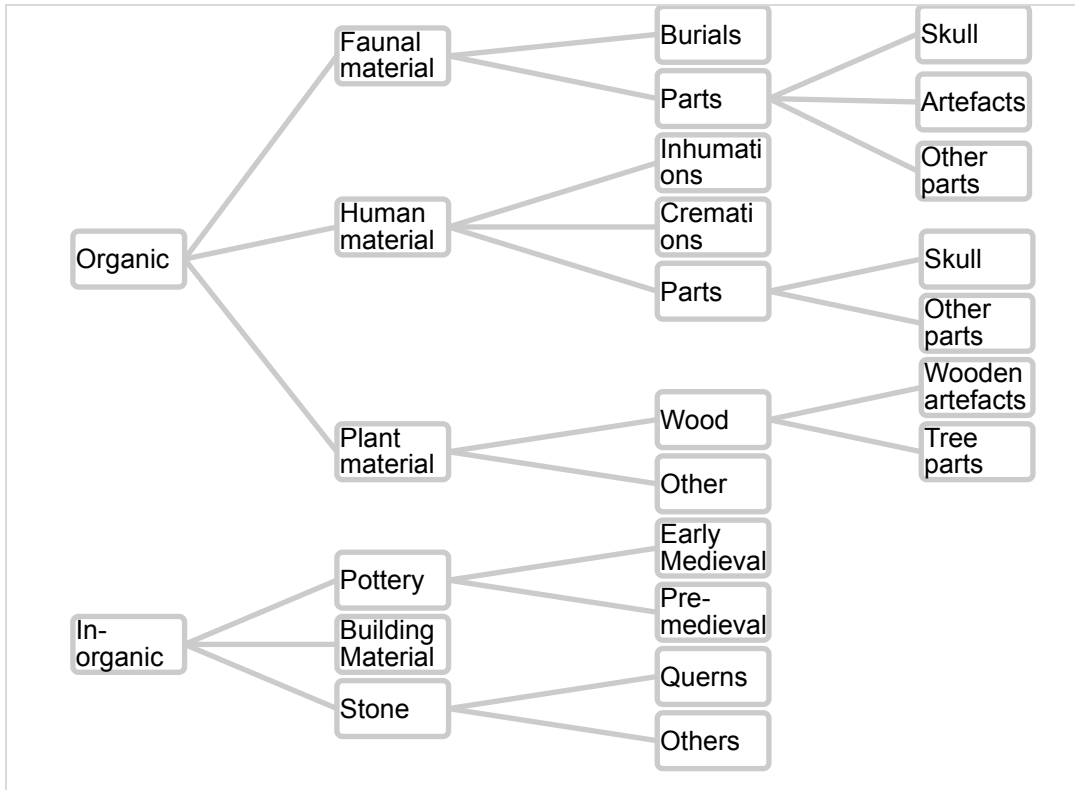 Organic
Faunal
material
Burials
Parts
Skull
Artefacts
Other
parts
Human
material
Inhumati
ons
Cremati
ons
Parts
Skull
Other
parts
Plant
material
Wood
Wooden
artefacts
Tree
parts
Other
In-
organic
Pottery
Early
Medieval
Pre-
medieval
Building
Material
Stone
Querns
Others